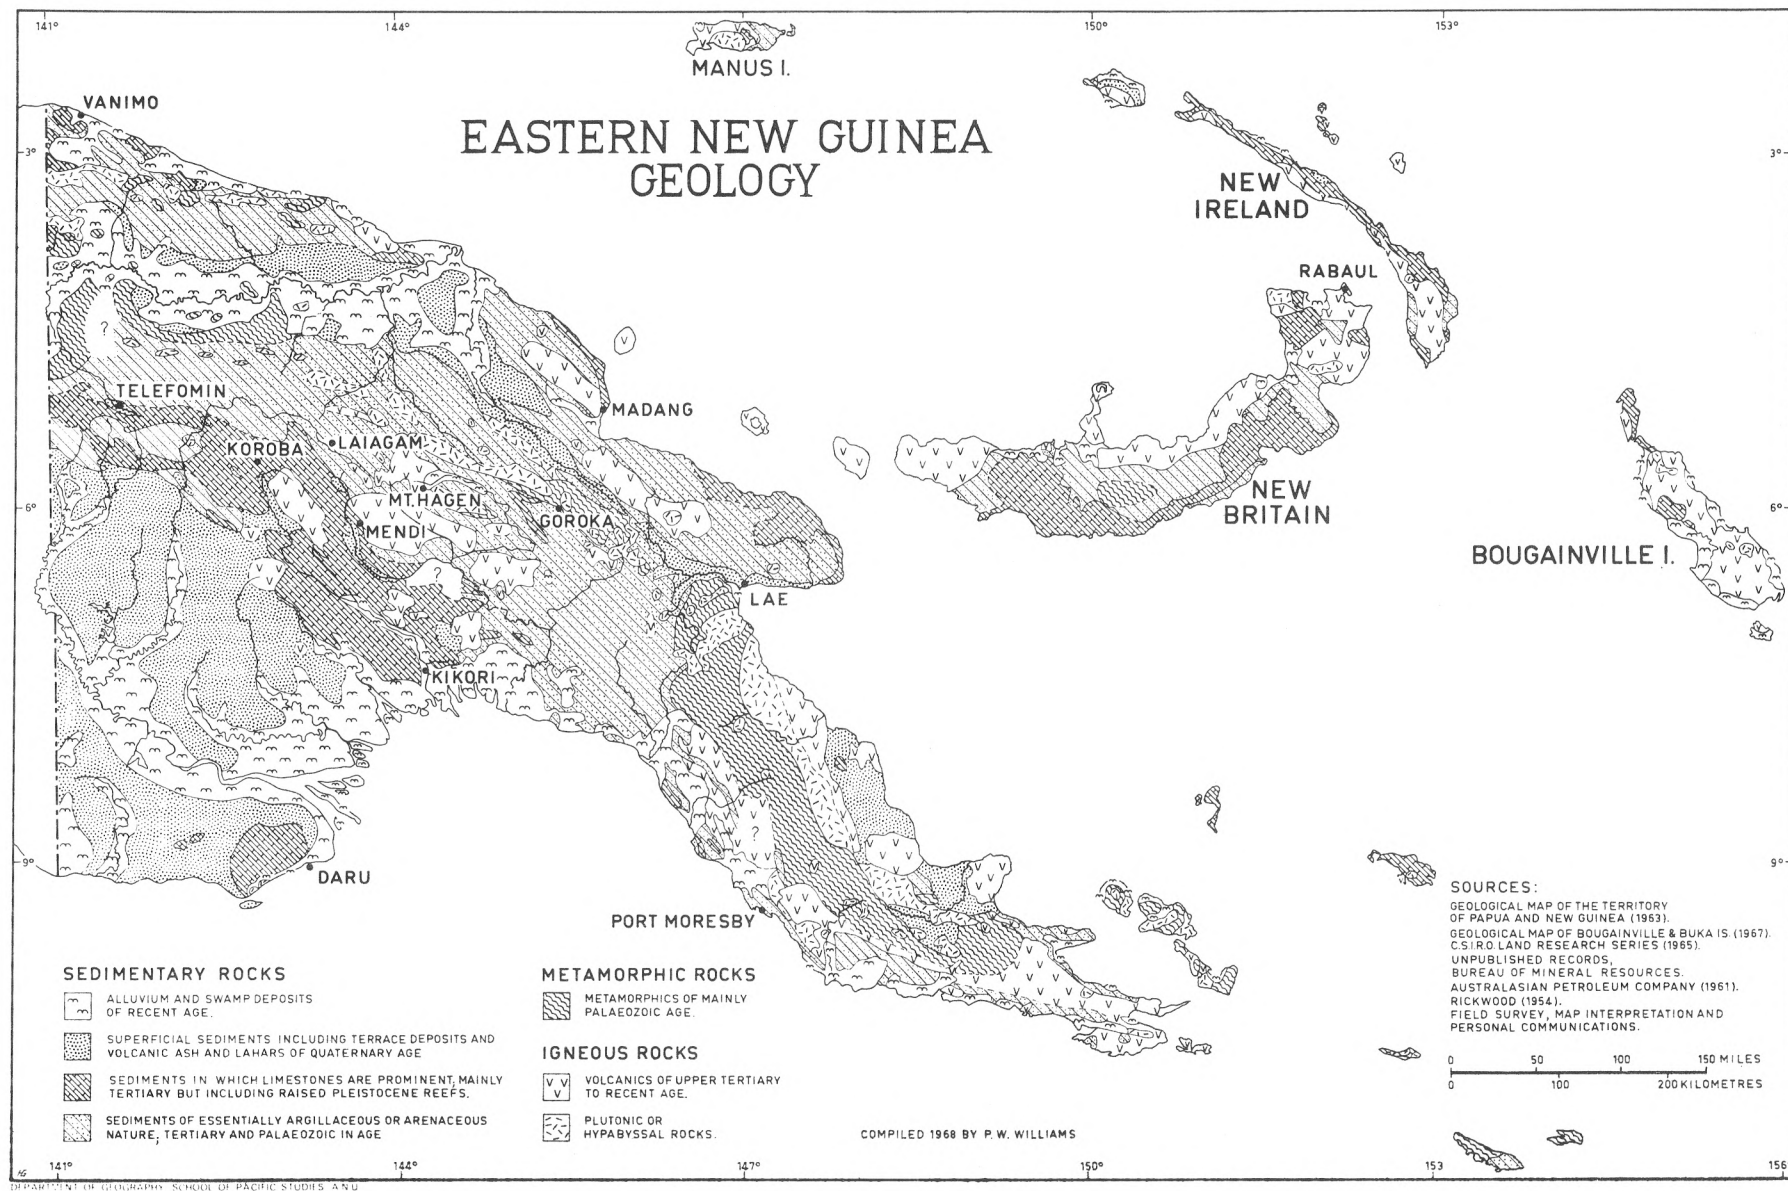 141°
144°
150°
153°
MANUS I.
VANIMO
EASTERN NEW GUINEA
GEOLOGY
3°
3°
NEW
IRELAND
RABAUL
?
TELEFOMIN
MADANG
KOROBA
LAIAGAM
MT. HAGEN
MENDI
GOROKA
NEW
BRITAIN
6°
6°
BOUGAINVILLE I.
?
LAE
KIKORI
?
9°
9°
DARU
PORT MORESBY
SOURCES:
GEOLOGICAL MAP OF THE TERRITORY
OF PAPUA AND NEW GUINEA (1963).
GEOLOGICAL MAP OF BOUGAINVILLE & BUKA IS. (1967).
C.S.I.R.O. LAND RESEARCH SERIES (1965).
UNPUBLISHED RECORDS,
BUREAU OF MINERAL RESOURCES.
AUSTRALASIAN PETROLEUM COMPANY (1961).
RICKWOOD (1954).
FIELD SURVEY, MAP INTERPRETATION AND
PERSONAL COMMUNICATIONS.
0 50 100 150 MILES
0 100 200 KILOMETRES
SEDIMENTARY ROCKS
ALLUVIUM AND SWAMP DEPOSITS
OF RECENT AGE.
SUPERFICIAL SEDIMENTS INCLUDING TERRACE DEPOSITS AND
VOLCANIC ASH AND LAHARS OF QUATERNARY AGE
SEDIMENTS IN WHICH LIMESTONES ARE PROMINENT; MAINLY
TERTIARY BUT INCLUDING RAISED PLEISTOCENE REEFS.
SEDIMENTS OF ESSENTIALLY ARGILLACEOUS OR ARENACEOUS
NATURE; TERTIARY AND PALAEOZOIC IN AGE
METAMORPHIC ROCKS
METAMORPHICS OF MAINLY
PALAEOZOIC AGE.
IGNEOUS ROCKS
VOLCANICS OF UPPER TERTIARY
TO RECENT AGE.
PLUTONIC OR
HYPABYSSAL ROCKS.
COMPILED 1968 BY P. W. WILLIAMS
HG
141°
144°
147°
150°
153
156
DEPARTMENT OF GEOGRAPHY SCHOOL OF PACIFIC STUDIES A N U